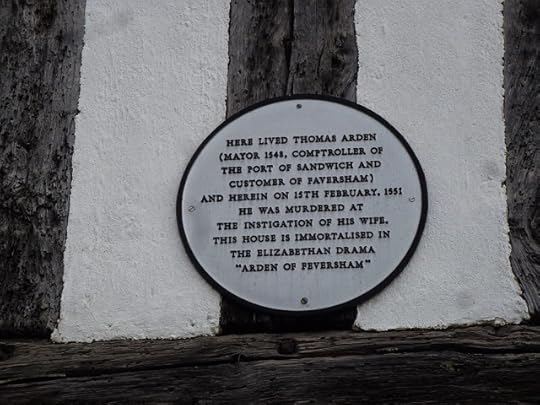 HERE LIVED THOMAS ARDEN
(MAYOR 1548, COMPTROLLER OF
THE PORT OF SANDWICH AND
CUSTOMER OF FAVERSHAM)
AND HEREIN ON 15TH FEBRUARY, 1551
HE WAS MURDERED AT
THE INSTIGATION OF HIS WIFE.
THIS HOUSE IS IMMORTALISED IN
THE ELIZABETHAN DRAMA
"ARDEN OF FEVERSHAM"